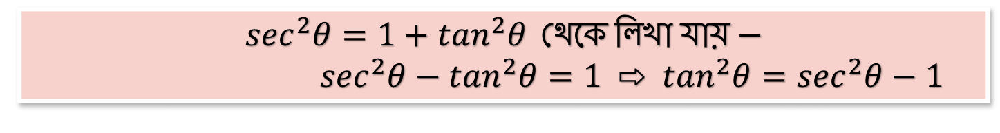 sec²θ = 1 + tan²θ থেকে লিখা যায় –
sec²θ − tan²θ = 1 ⇨ tan²θ = sec²θ − 1